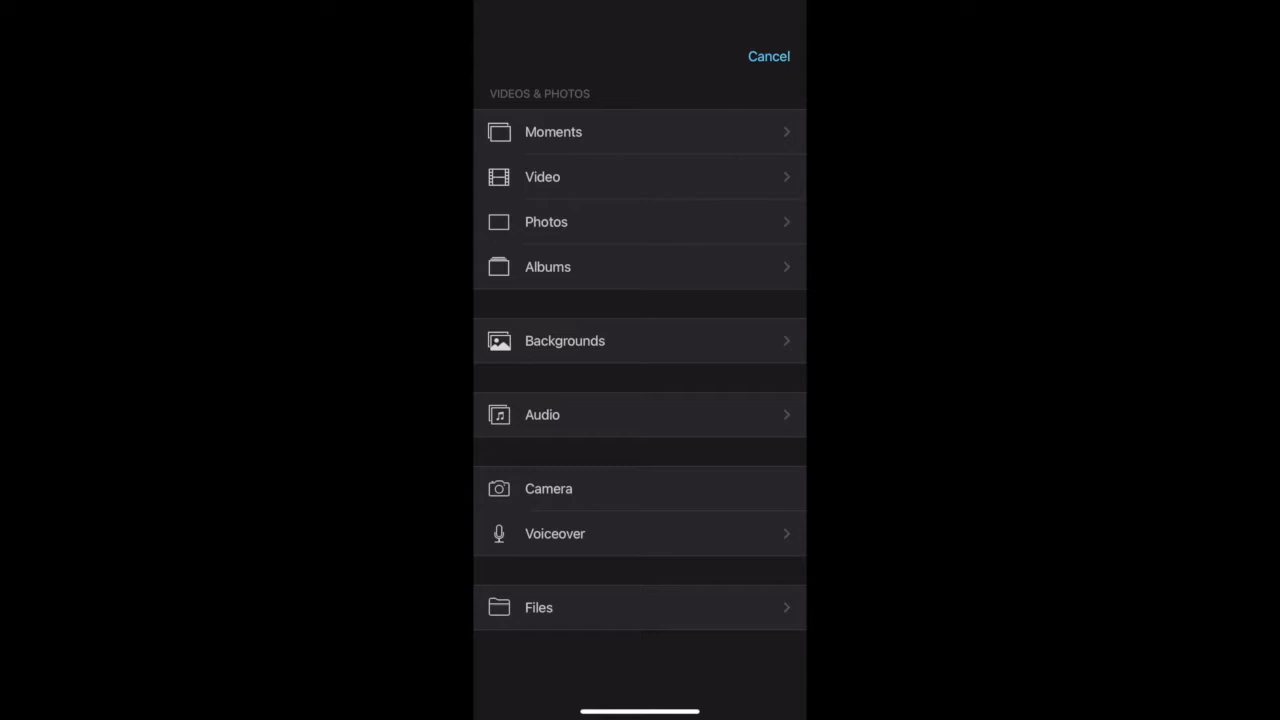 Cancel
VIDEOS & PHOTOS
Moments
Video
Photos
Albums
Backgrounds
Audio
Camera
Voiceover
Files